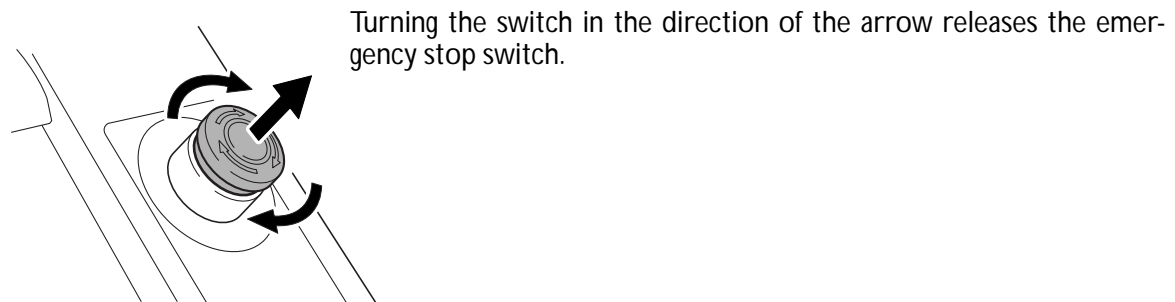 Turning the switch in the direction of the arrow releases the emer-
gency stop switch.